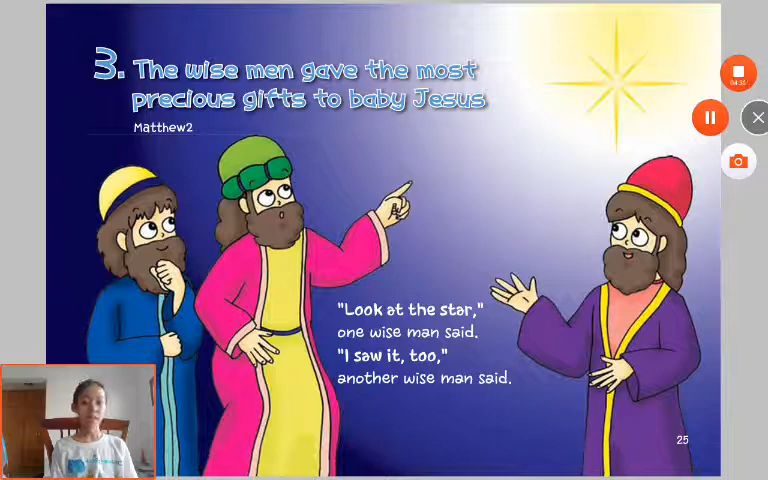 3. The wise men gave the most
precious gifts to baby Jesus
Matthew2
"Look at the star,"
one wise man said.
"I saw it, too,"
another wise man said.
25